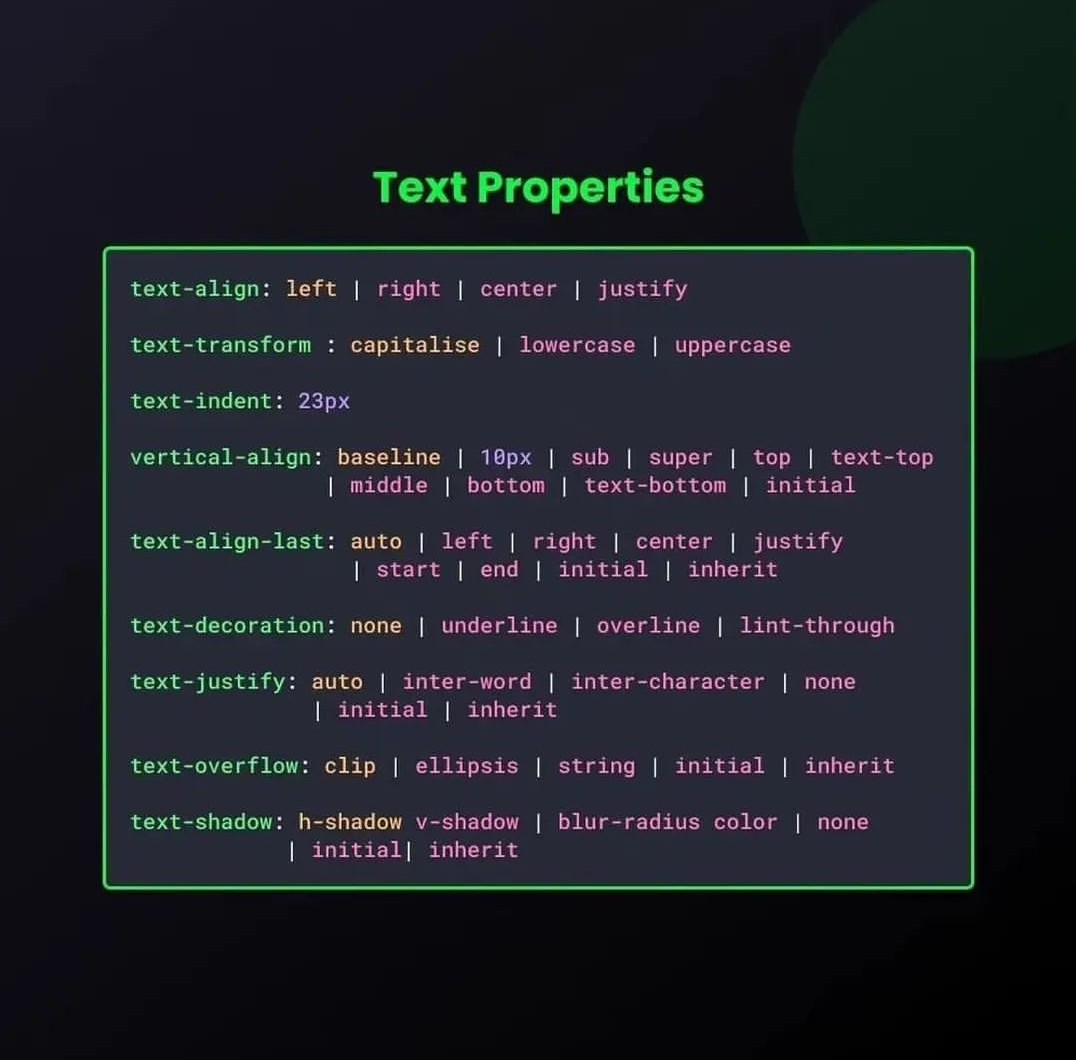 Text Properties
text-align: left | right | center | justify
text-transform : capitalise | lowercase | uppercase
text-indent: 23px
vertical-align: baseline | 10px | sub | super | top | text-top
| middle | bottom | text-bottom | initial
text-align-last: auto | left | right | center | justify
| start | end | initial | inherit
text-decoration: none | underline | overline | lint-through
text-justify: auto | inter-word | inter-character | none
| initial | inherit
text-overflow: clip | ellipsis | string | initial | inherit
text-shadow: h-shadow v-shadow | blur-radius color | none
| initial| inherit